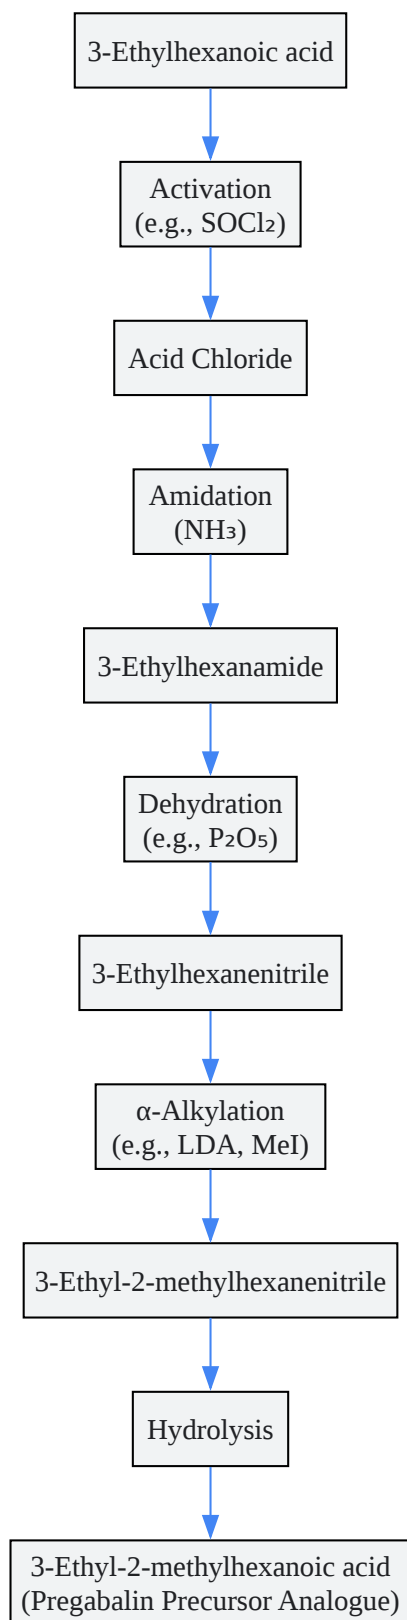 3-Ethylhexanoic acid
Activation
(e.g., SOCl₂)
Acid Chloride
Amidation
(NH₃)
3-Ethylhexanamide
Dehydration
(e.g., P₂O₅)
3-Ethylhexanenitrile
α-Alkylation
(e.g., LDA, MeI)
3-Ethyl-2-methylhexanenitrile
Hydrolysis
3-Ethyl-2-methylhexanoic acid
(Pregabalin Precursor Analogue)